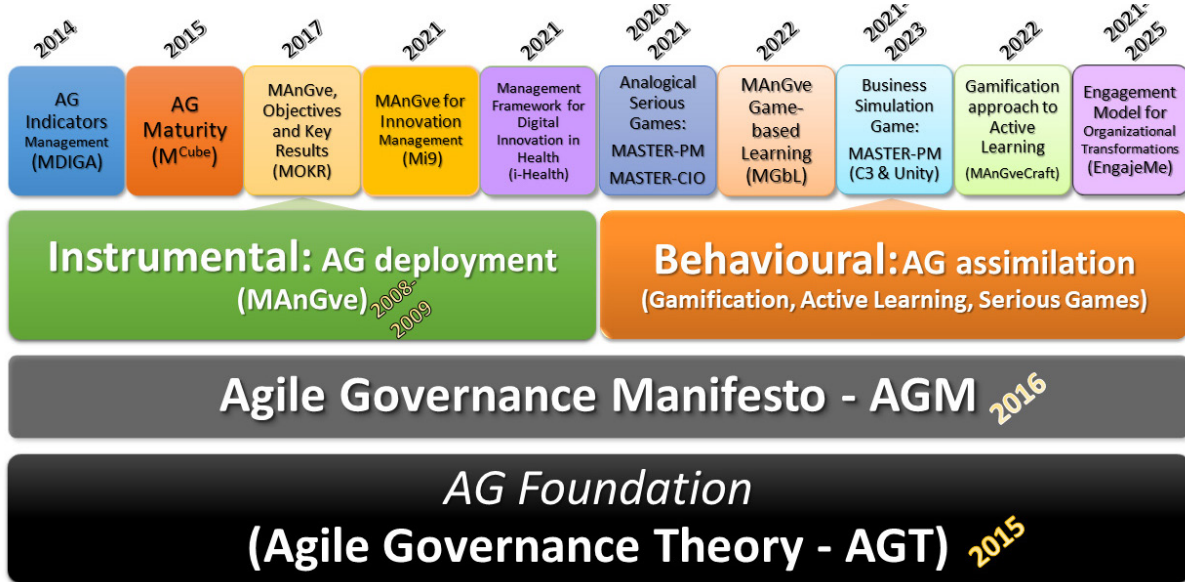 2014
2015
2017
2021
2021
2020-
2021
2022
2021-
2023
2022
2021-
2025
AG
Indicators
Management
(MDIGA)
AG
Maturity
(MCube)
MAnGve,
Objectives
and Key
Results
(MOKR)
MAnGve for
Innovation
Management
(Mi9)
Management
Framework for
Digital
Innovation in
Health
(i-Health)
Analogical
Serious
Games:
MASTER-PM
MASTER-CIO
MAnGve
Game-
based
Learning
(MGbL)
Business
Simulation
Game:
MASTER-PM
(C3 & Unity)
Gamification
approach to
Active
Learning
(MAnGveCraft)
Engagement
Model for
Organizational
Transformations
(EngajeMe)
Instrumental: AG deployment
(MAnGve) 2008-
2009
Behavioural: AG assimilation
(Gamification, Active Learning, Serious Games)
Agile Governance Manifesto - AGM 2016
AG Foundation
(Agile Governance Theory - AGT) 2015